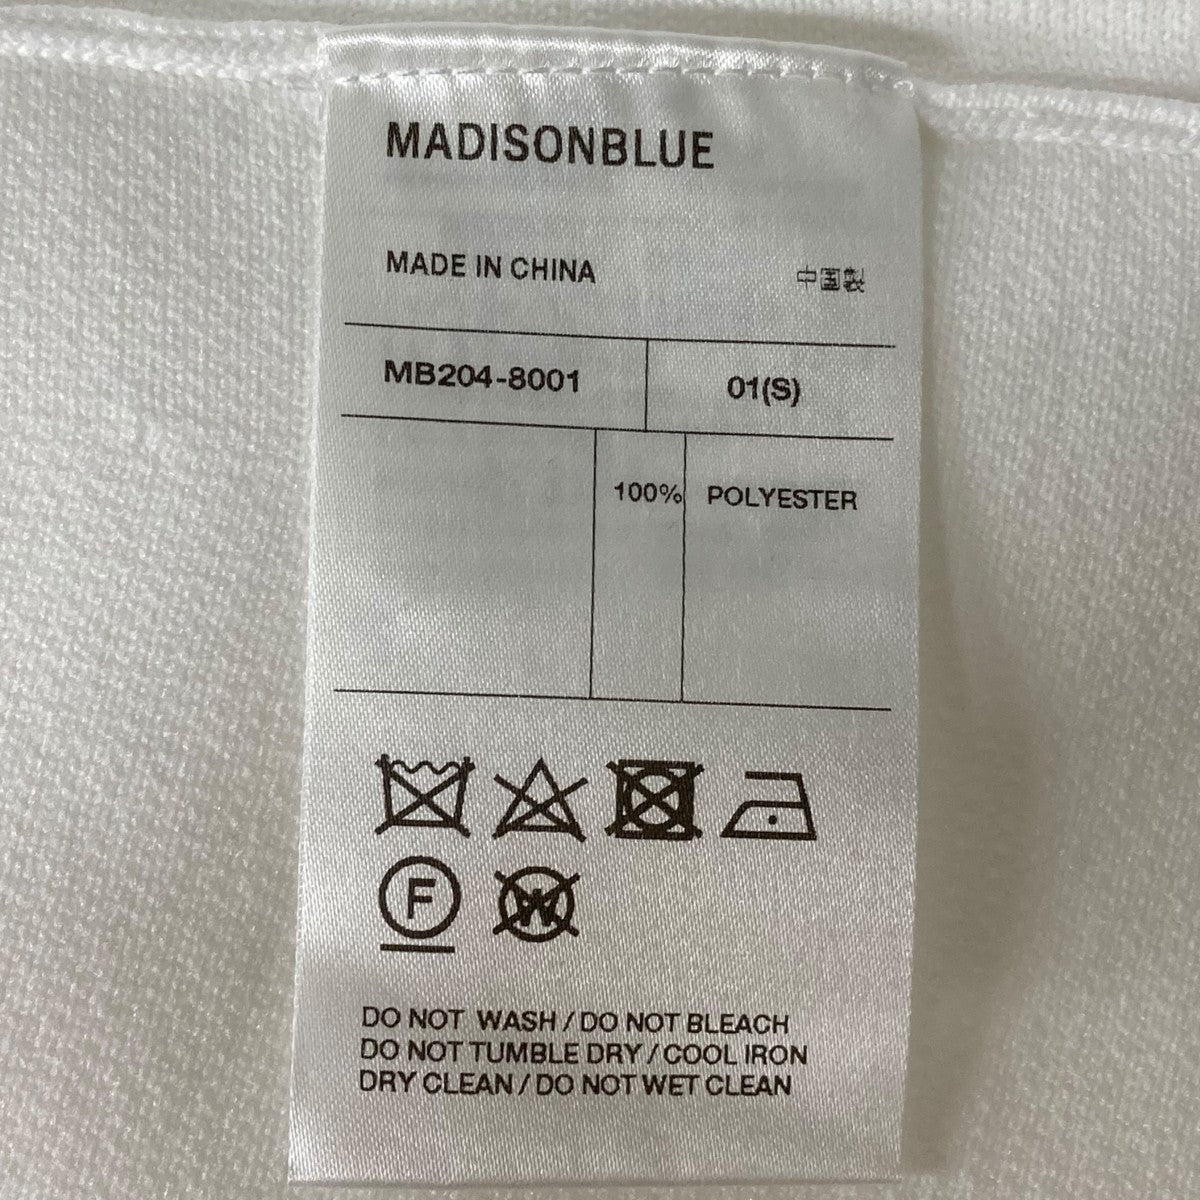 MADISONBLUE
MADE IN CHINA 中国製
MB204-8001 01(S)
100% POLYESTER
F W
DO NOT WASH / DO NOT BLEACH
DO NOT TUMBLE DRY / COOL IRON
DRY CLEAN / DO NOT WET CLEAN